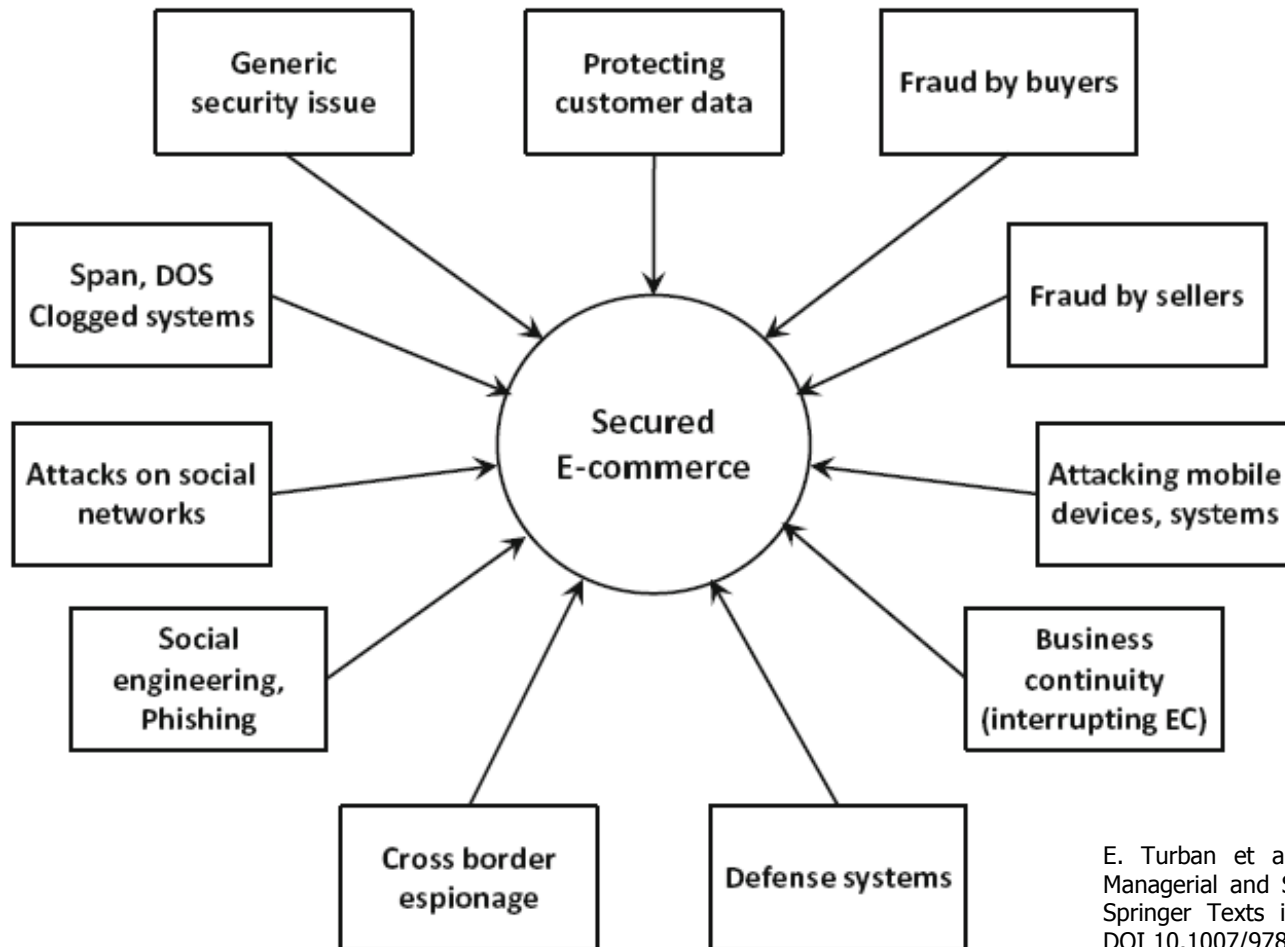 Generic
security issue
Protecting
customer data
Fraud by buyers
Span, DOS
Clogged systems
Fraud by sellers
Secured
E-commerce
Attacks on social
networks
Attacking mobile
devices, systems
Social
engineering,
Phishing
Business
continuity
(interrupting EC)
Cross border
espionage
Defense systems
E. Turban et a
Managerial and S
Springer Texts i
DOI 10.1007/978